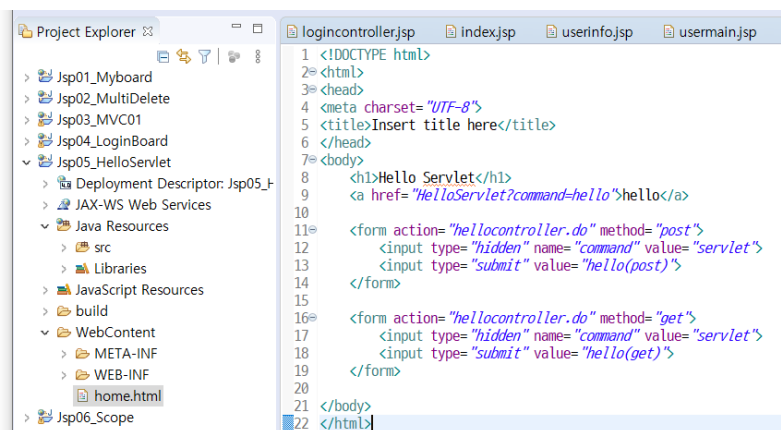 Project Explorer
Jsp01_Myboard
Jsp02_MultiDelete
Jsp03_MVC01
Jsp04_LoginBoard
Jsp05_HelloServlet
Deployment Descriptor: Jsp05_H
JAX-WS Web Services
Java Resources
src
Libraries
JavaScript Resources
build
WebContent
META-INF
WEB-INF
home.html
Jsp06_Scope
logincontroller.jsp index.jsp userinfo.jsp usermain.jsp
1 <!DOCTYPE html>
2 <html>
3 <head>
4 <meta charset="UTF-8">
5 <title>Insert title here</title>
6 </head>
7 <body>
8 <h1>Hello Servlet</h1>
9 <a href="HelloServlet?command=hello">hello</a>
10
11 <form action="hellocontroller.do" method="post">
12 <input type="hidden" name="command" value="servlet">
13 <input type="submit" value="hello(post)">
14 </form>
15
16 <form action="hellocontroller.do" method="get">
17 <input type="hidden" name="command" value="servlet">
18 <input type="submit" value="hello(get)">
19 </form>
20
21 </body>
22 </html>